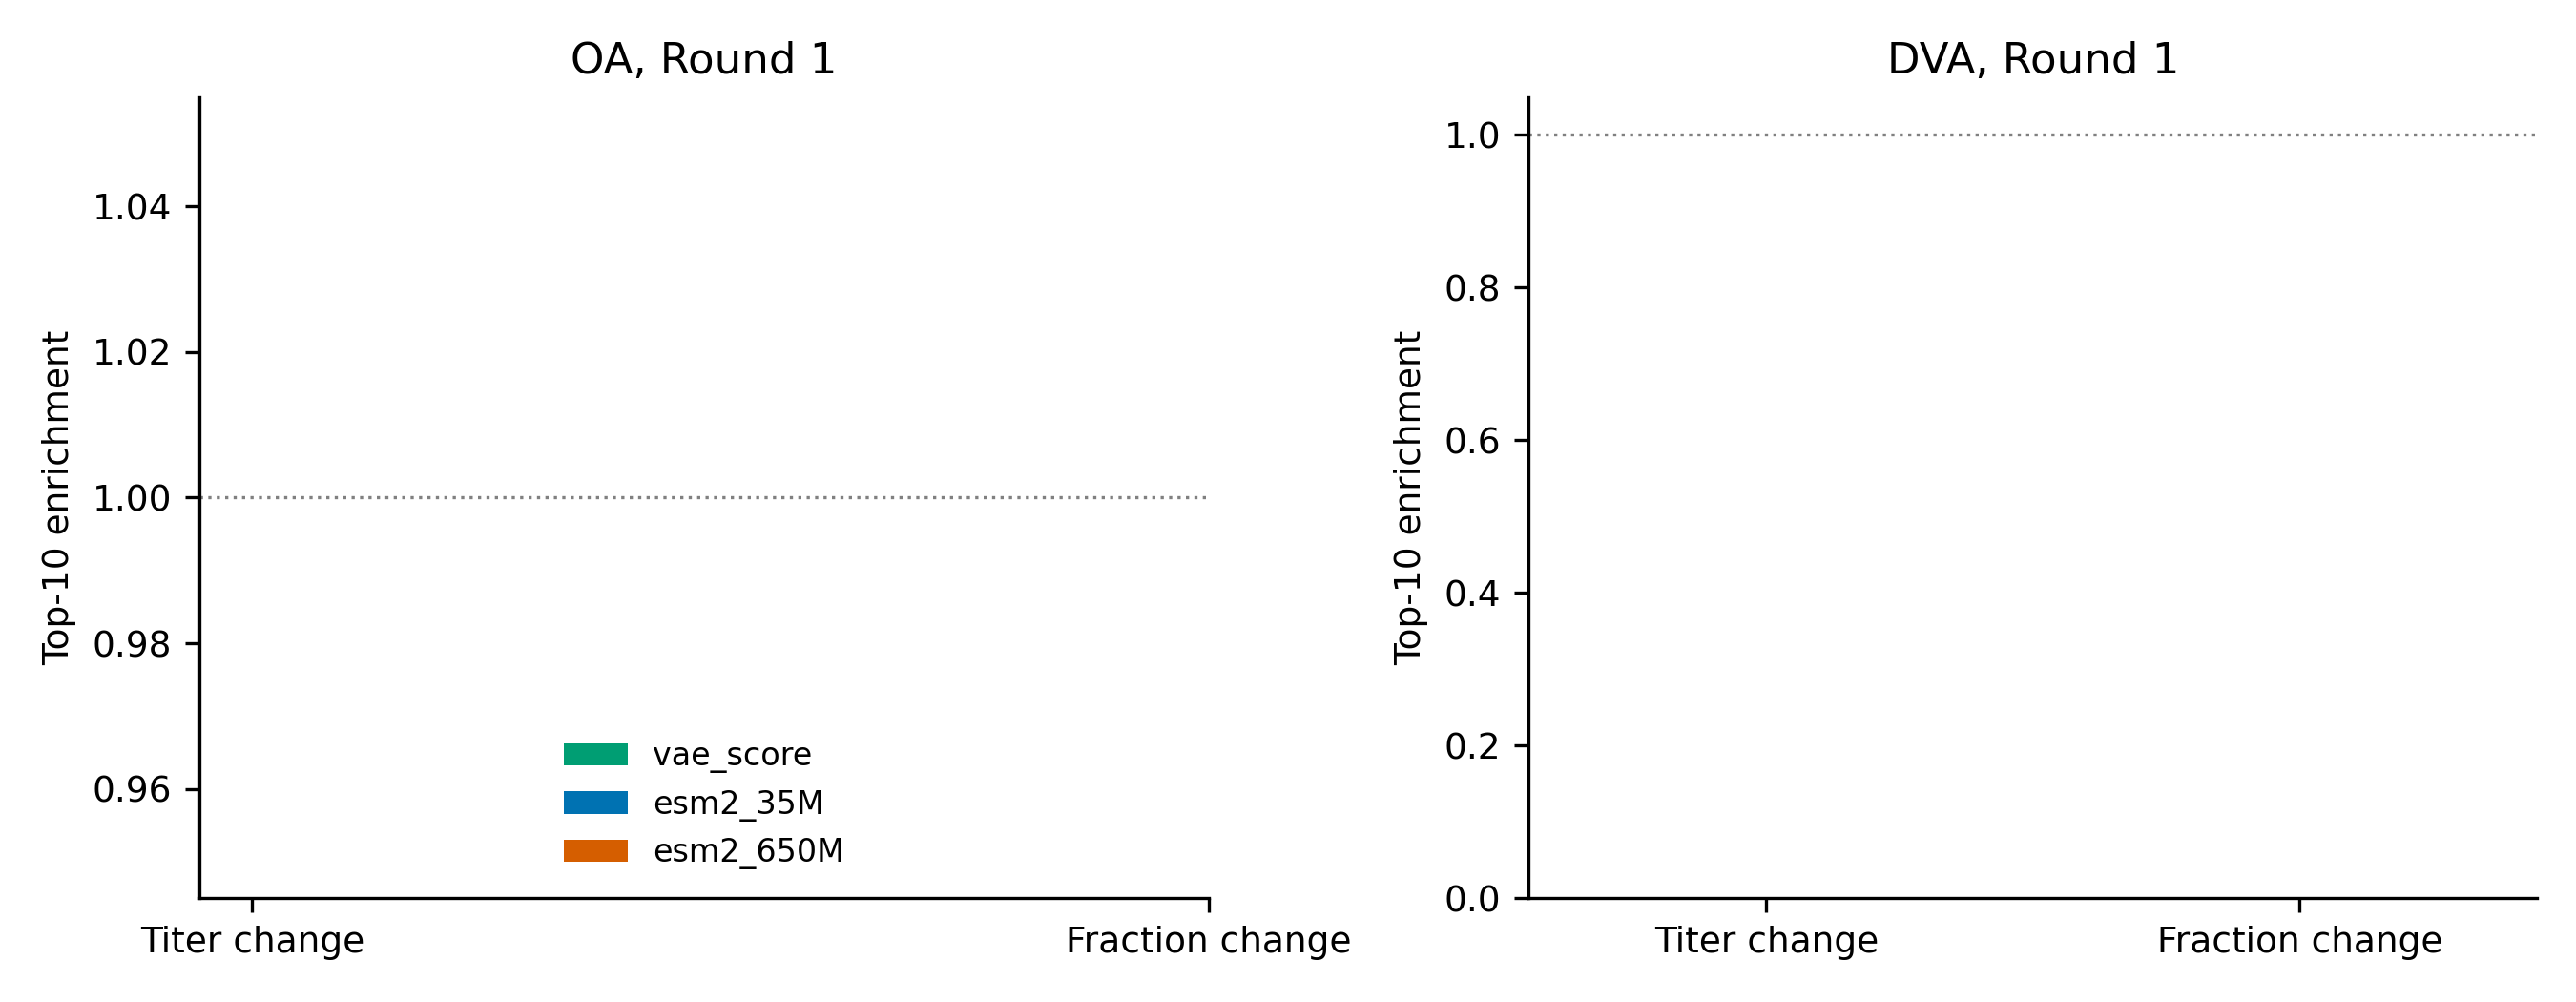 OA, Round 1
Top-10 enrichment
1.04
1.02
1.00
0.98
0.96
vae_score
esm2_35M
esm2_650M
Titer change
Fraction change
DVA, Round 1
Top-10 enrichment
1.0
0.8
0.6
0.4
0.2
0.0
Titer change
Fraction change